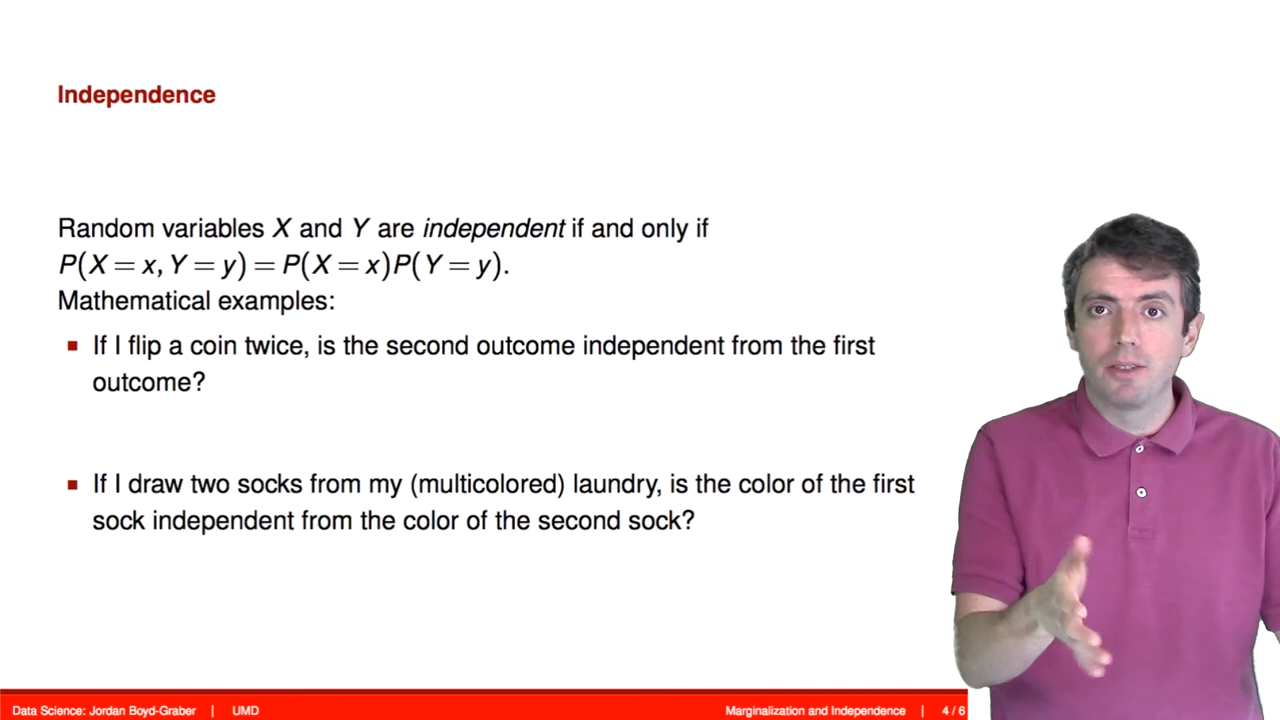 Independence
Random variables X and Y are independent if and only if
P(X = x, Y = y) = P(X = x)P(Y = y).
Mathematical examples:
■ If I flip a coin twice, is the second outcome independent from the first
outcome?
■ If I draw two socks from my (multicolored) laundry, is the color of the first
sock independent from the color of the second sock?
Data Science: Jordan Boyd-Graber | UMD Marginalization and Independence | 4 / 6